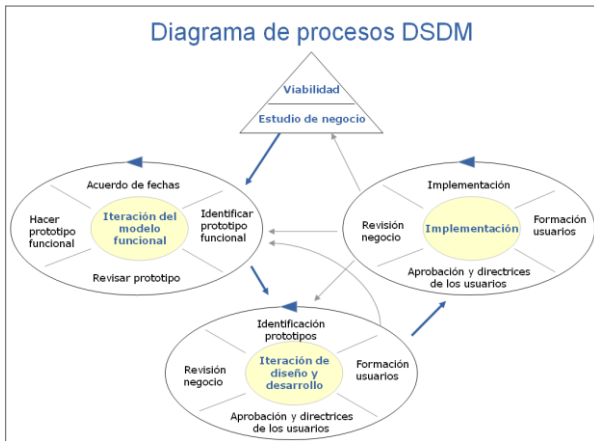 Diagrama de procesos DSDM
Viabilidad
Estudio de negocio
Acuerdo de fechas
Hacer
prototipo
funcional
Iteración del
modelo
funcional
Identificar
prototipo
funcional
Revisar prototipo
Implementación
Revisión
negocio
Implementación
Formación
usuarios
Aprobación y directrices
de los usuarios
Identificación
prototipos
Revisión
negocio
Iteración de
diseño y
desarrollo
Formación
usuarios
Aprobación y directrices
de los usuarios